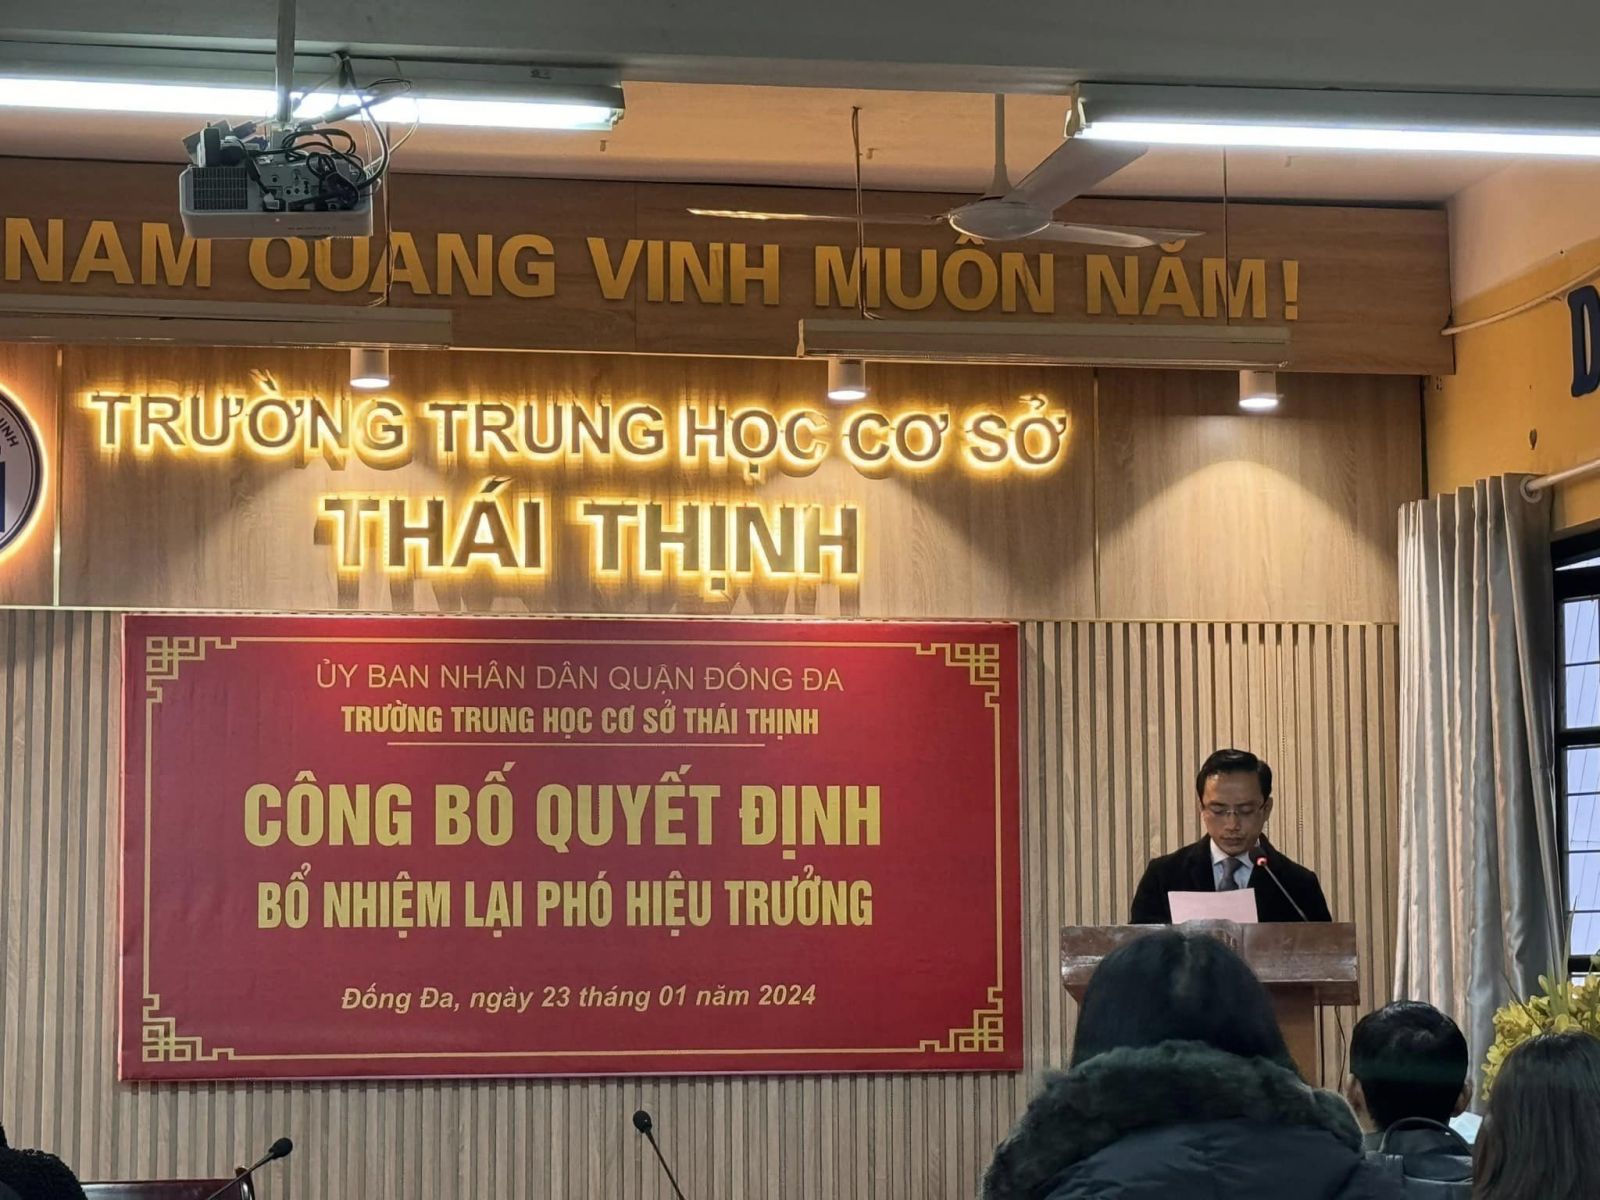 NAM QUANG VINH MUÔN NĂM!
TRƯỜNG TRUNG HỌC CƠ SỞ
THÁI THỊNH
ỦY BAN NHÂN DÂN QUẬN ĐỐNG ĐA
TRƯỜNG TRUNG HỌC CƠ SỞ THÁI THỊNH
CÔNG BỐ QUYẾT ĐỊNH
BỔ NHIỆM LẠI PHÓ HIỆU TRƯỞNG
Đống Đa, ngày 23 tháng 01 năm 2024